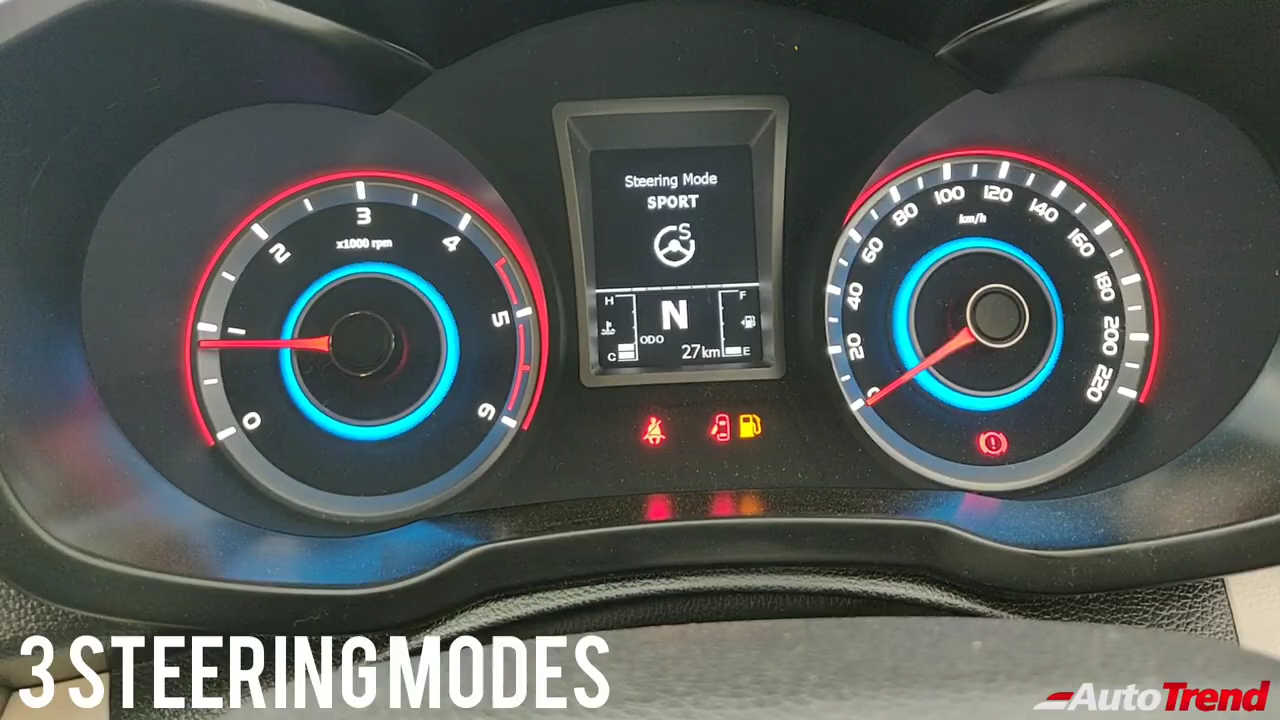 Steering Mode
SPORT
S
H
F
N
ODO
C
27km
E
0
1
2
3
4
5
6
x1000 rpm
0
20
40
60
80
100
120
140
160
180
200
220
km/h
3 STEERING MODES
AutoTrend